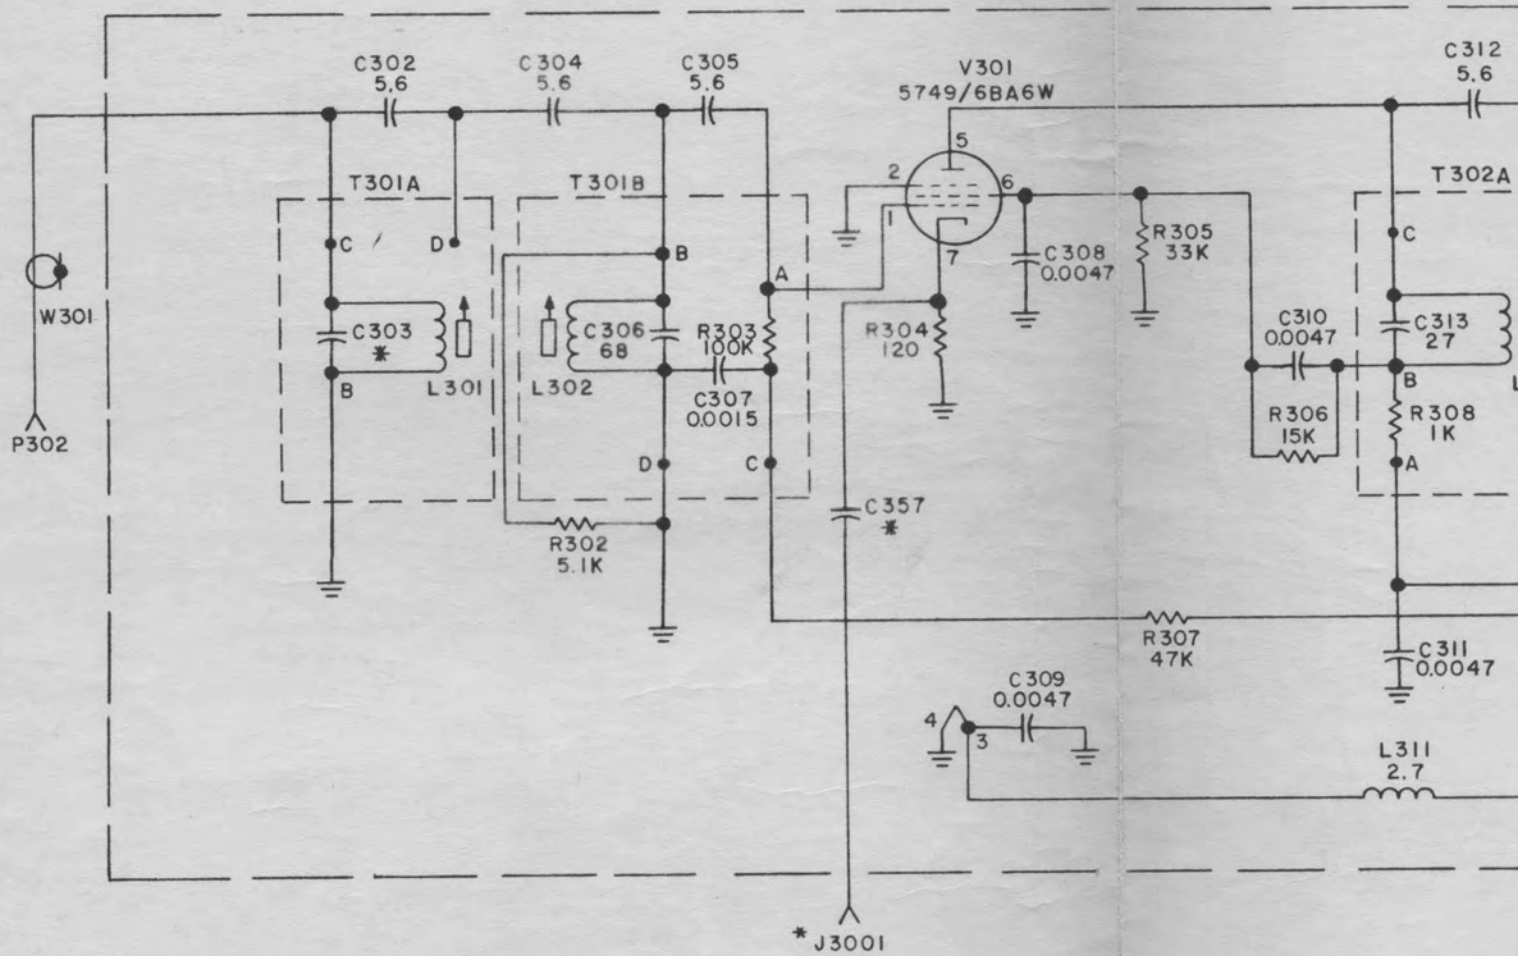 C302
5.6
C304
5.6
C305
5.6
V301
5749/6BA6W
C312
5.6
5
2
6
1
7
T301A
T301B
T302A
C
D
B
A
C308
0.0047
R305
33K
C
W301
C303
*
L301
L302
C306
68
R303
100K
R304
120
C310
0.0047
C313
27
B
C307
0.0015
B
L
R306
15K
R308
1K
P302
D
C
A
C357
*
R302
5.1K
R307
47K
C311
0.0047
C309
0.0047
4
3
L311
2.7
* J3001